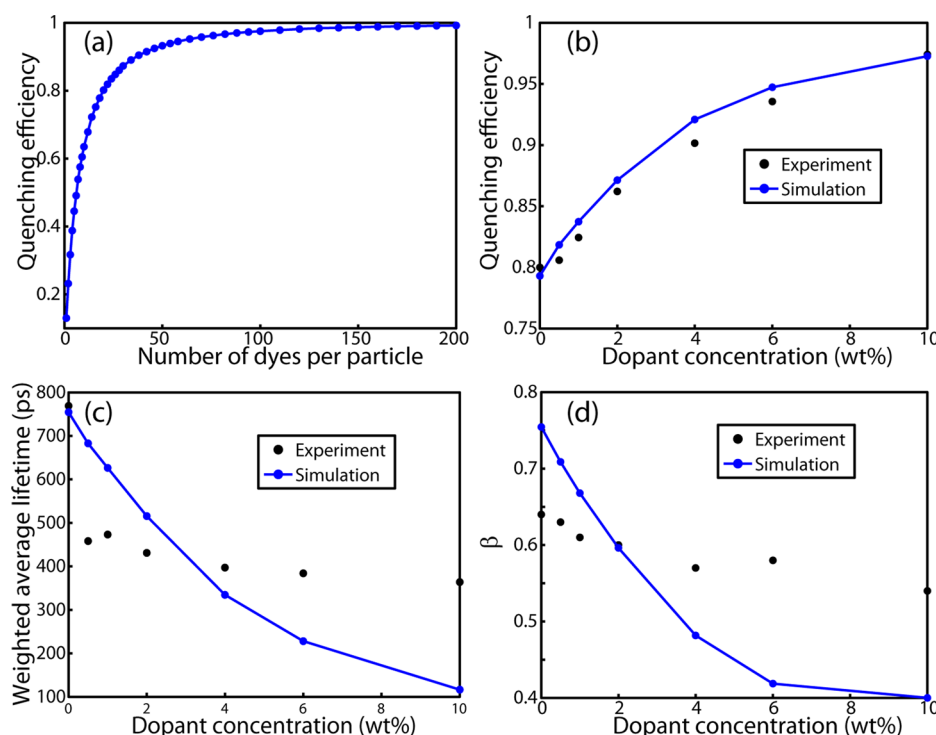 (a)
Quenching efficiency
1
0.8
0.6
0.4
0.2
0 50 100 150 200
Number of dyes per particle
(b)
Quenching efficiency
1
0.95
0.9
0.85
0.8
0.75
Experiment
Simulation
0 2 4 6 8 10
Dopant concentration (wt%)
(c)
Weighted average lifetime (ps)
800
700
600
500
400
300
200
100
Experiment
Simulation
0 2 4 6 8 10
Dopant concentration (wt%)
(d)
β
0.8
0.7
0.6
0.5
0.4
Experiment
Simulation
0 2 4 6 8 10
Dopant concentration (wt%)